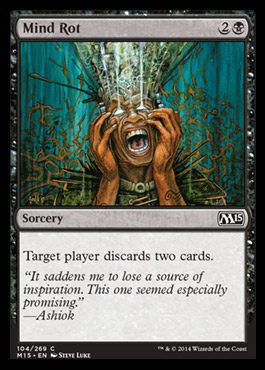 Mind Rot 2
Sorcery M15
Target player discards two cards.
“It saddens me to lose a source of
inspiration. This one seemed especially
promising.”
—Ashiok
104/269 C
M15 • EN STEVE LUKE ™ & © 2014 Wizards of the Coast